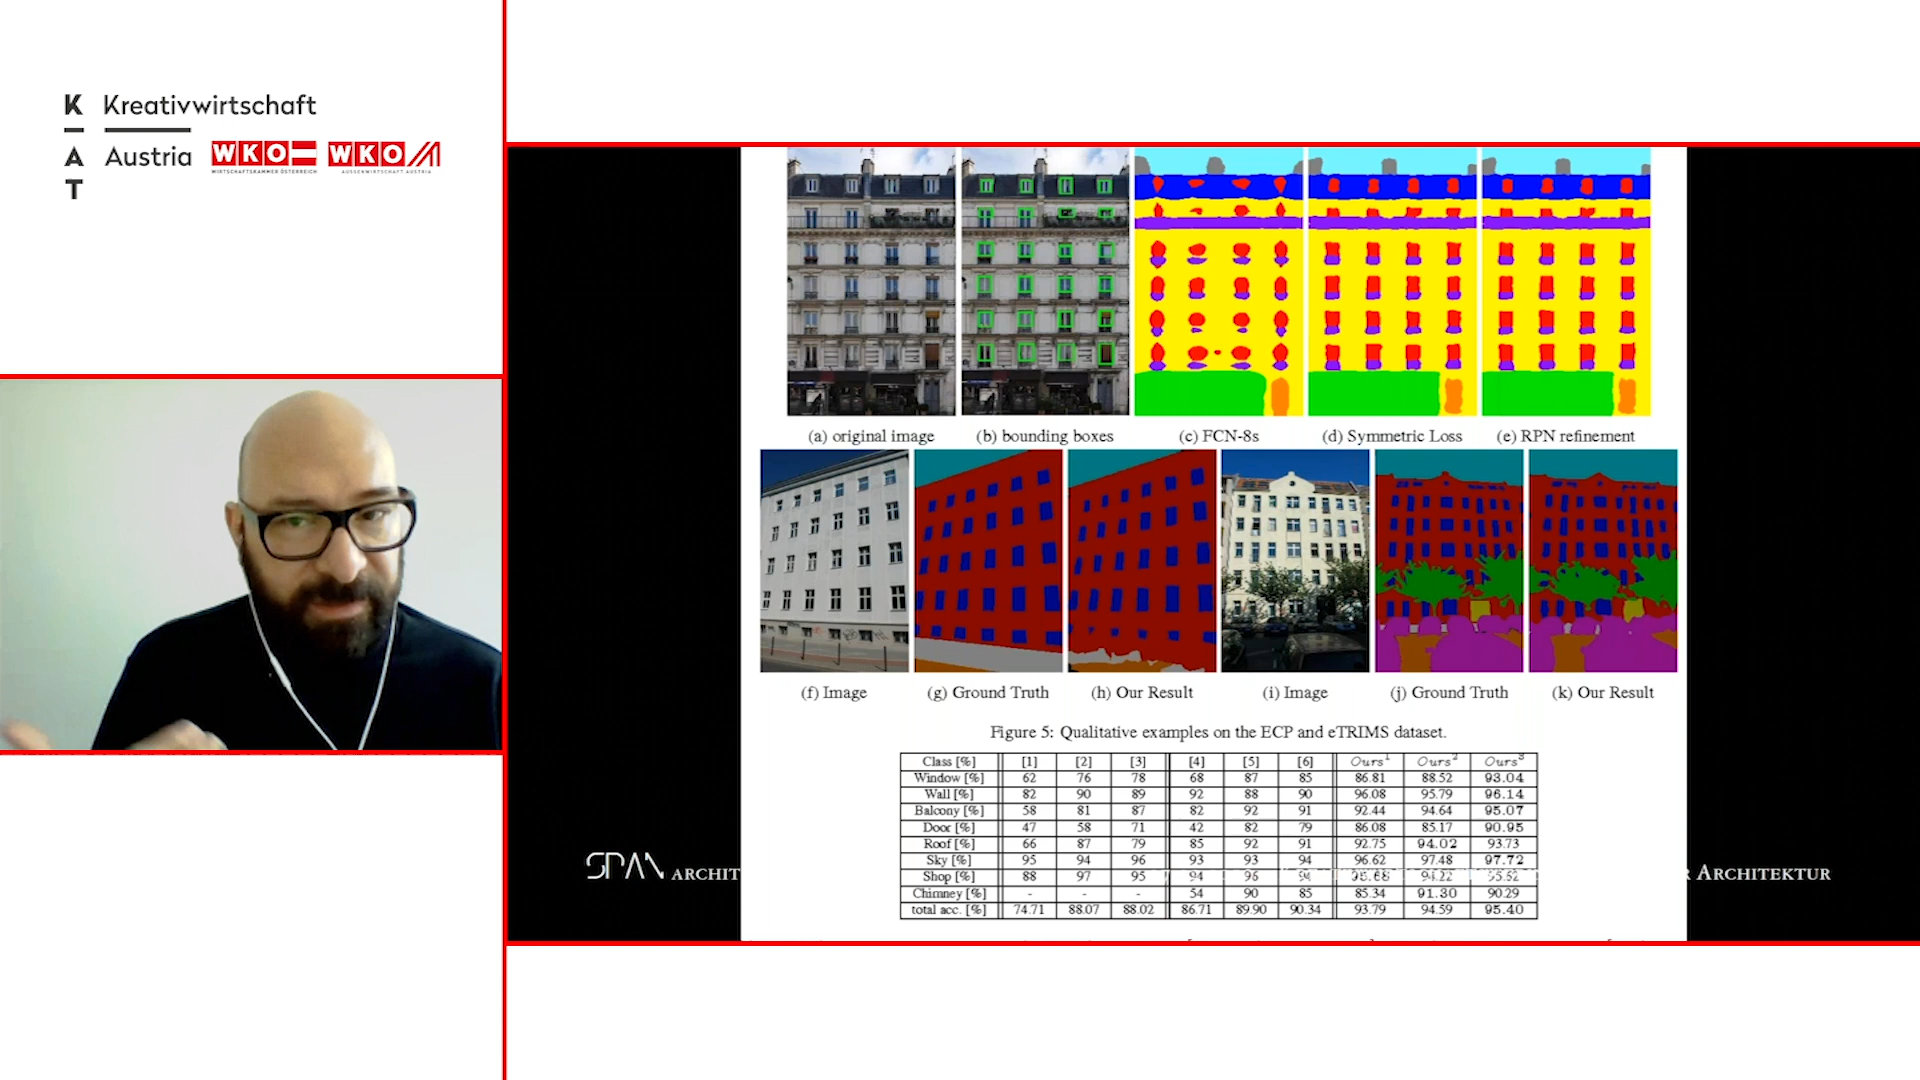 K Kreativwirtschaft
A Austria WKO WKO
T
WIRTSCHAFTSKAMMER ÖSTERREICH AUSSENWIRTSCHAFT AUSTRIA
(a) original image (b) bounding boxes (c) FCN-8s (d) Symmetric Loss (e) RPN refinement
(f) Image (g) Ground Truth (h) Our Result (i) Image (j) Ground Truth (k) Our Result
Figure 5: Qualitative examples on the ECP and eTRIMS dataset.
Class [%] [1] [2] [3] [4] [5] [6] Ours¹ Ours² Ours³
Window [%] 62 76 78 68 87 85 86.81 88.52 93.04
Wall [%] 82 90 89 92 88 90 96.08 95.79 96.14
Balcony [%] 58 81 87 82 92 91 92.44 94.64 95.07
Door [%] 47 58 71 42 82 79 86.08 85.17 90.95
Roof [%] 66 87 79 85 92 91 92.75 94.02 93.73
Sky [%] 95 94 96 93 93 94 96.62 97.48 97.72
Shop [%] 88 97 95 94 96
Chimney [%] - - - 54 90 85 85.34 91.30 90.29
total acc. [%] 74.71 88.07 88.02 86.71 89.90 90.34 93.79 94.59 95.40
SPAN ARCHIT
R ARCHITEKTUR